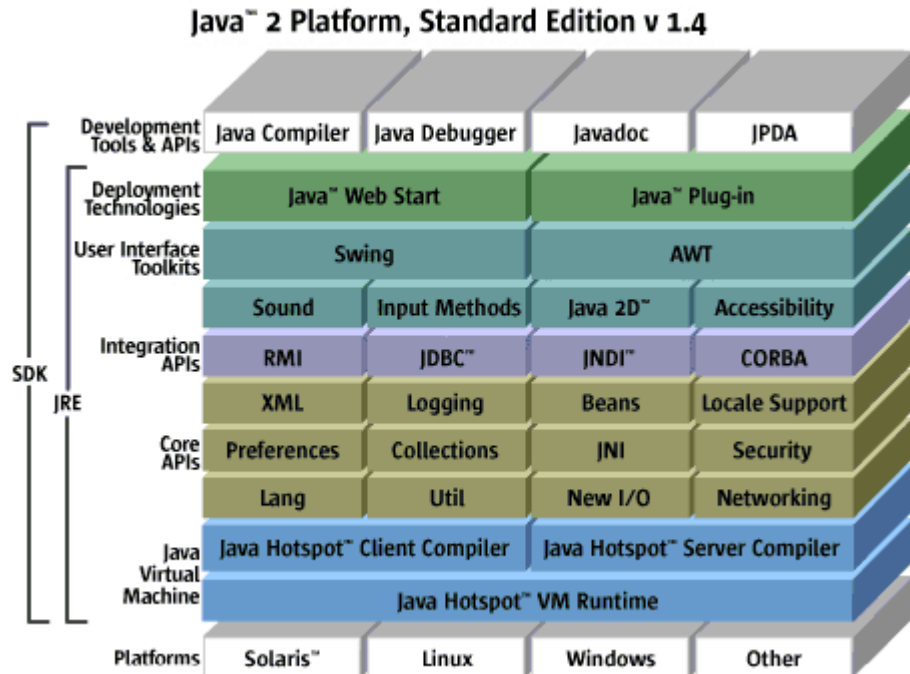 Java™ 2 Platform, Standard Edition v 1.4
Development
Tools & APIs
Java Compiler
Java Debugger
Javadoc
JPDA
Deployment
Technologies
Java™ Web Start
Java™ Plug-in
User Interface
Toolkits
Swing
AWT
Sound
Input Methods
Java 2D™
Accessibility
Integration
APIs
RMI
JDBC™
JNDI™
CORBA
SDK
JRE
XML
Logging
Beans
Locale Support
Core
APIs
Preferences
Collections
JNI
Security
Lang
Util
New I/O
Networking
Java
Virtual
Machine
Java Hotspot™ Client Compiler
Java Hotspot™ Server Compiler
Java Hotspot™ VM Runtime
Platforms
Solaris™
Linux
Windows
Other